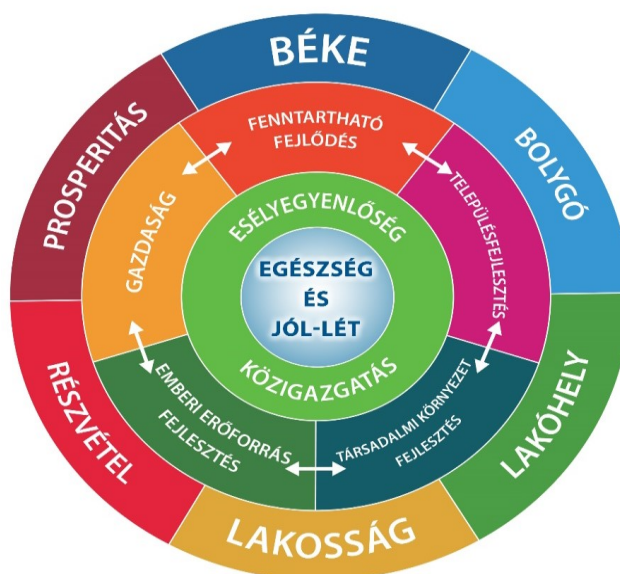 BÉKE
BOLYGÓ
LAKÓHELY
LAKOSSÁG
RÉSZVÉTEL
PROSPERITÁS
FENNTARTHATÓ
FEJLŐDÉS
TELEPÜLÉSFEJLESZTÉS
TÁRSADALMI KÖRNYEZET
FEJLESZTÉS
EMBERI ERŐFORRÁS
FEJLESZTÉS
GAZDASÁG
ESÉLYEGYENLŐSÉG
KÖZIGAZGATÁS
EGÉSZSÉG
ÉS
JÓL-LÉT